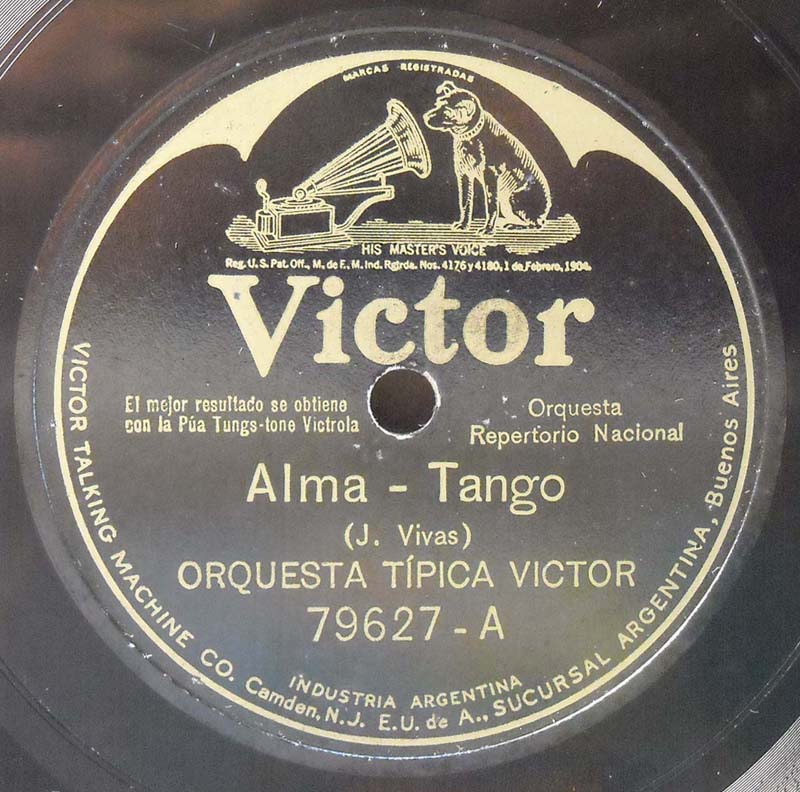 MARCAS REGISTRADAS
HIS MASTER'S VOICE
Reg. U.S. Pat. Off., M. de F., M. Ind. Rgtrda. Nos. 4176 y 4180, 1 de Febrero, 1904.
Victor
El mejor resultado se obtiene
con la Púa Tungs-tone Victrola
Orquesta
Repertorio Nacional
Alma - Tango
(J. Vivas)
ORQUESTA TÍPICA VICTOR
79627 - A
INDUSTRIA ARGENTINA
VICTOR TALKING MACHINE CO. Camden, N.J. E.U. de A., SUCURSAL ARGENTINA, Buenos Aires